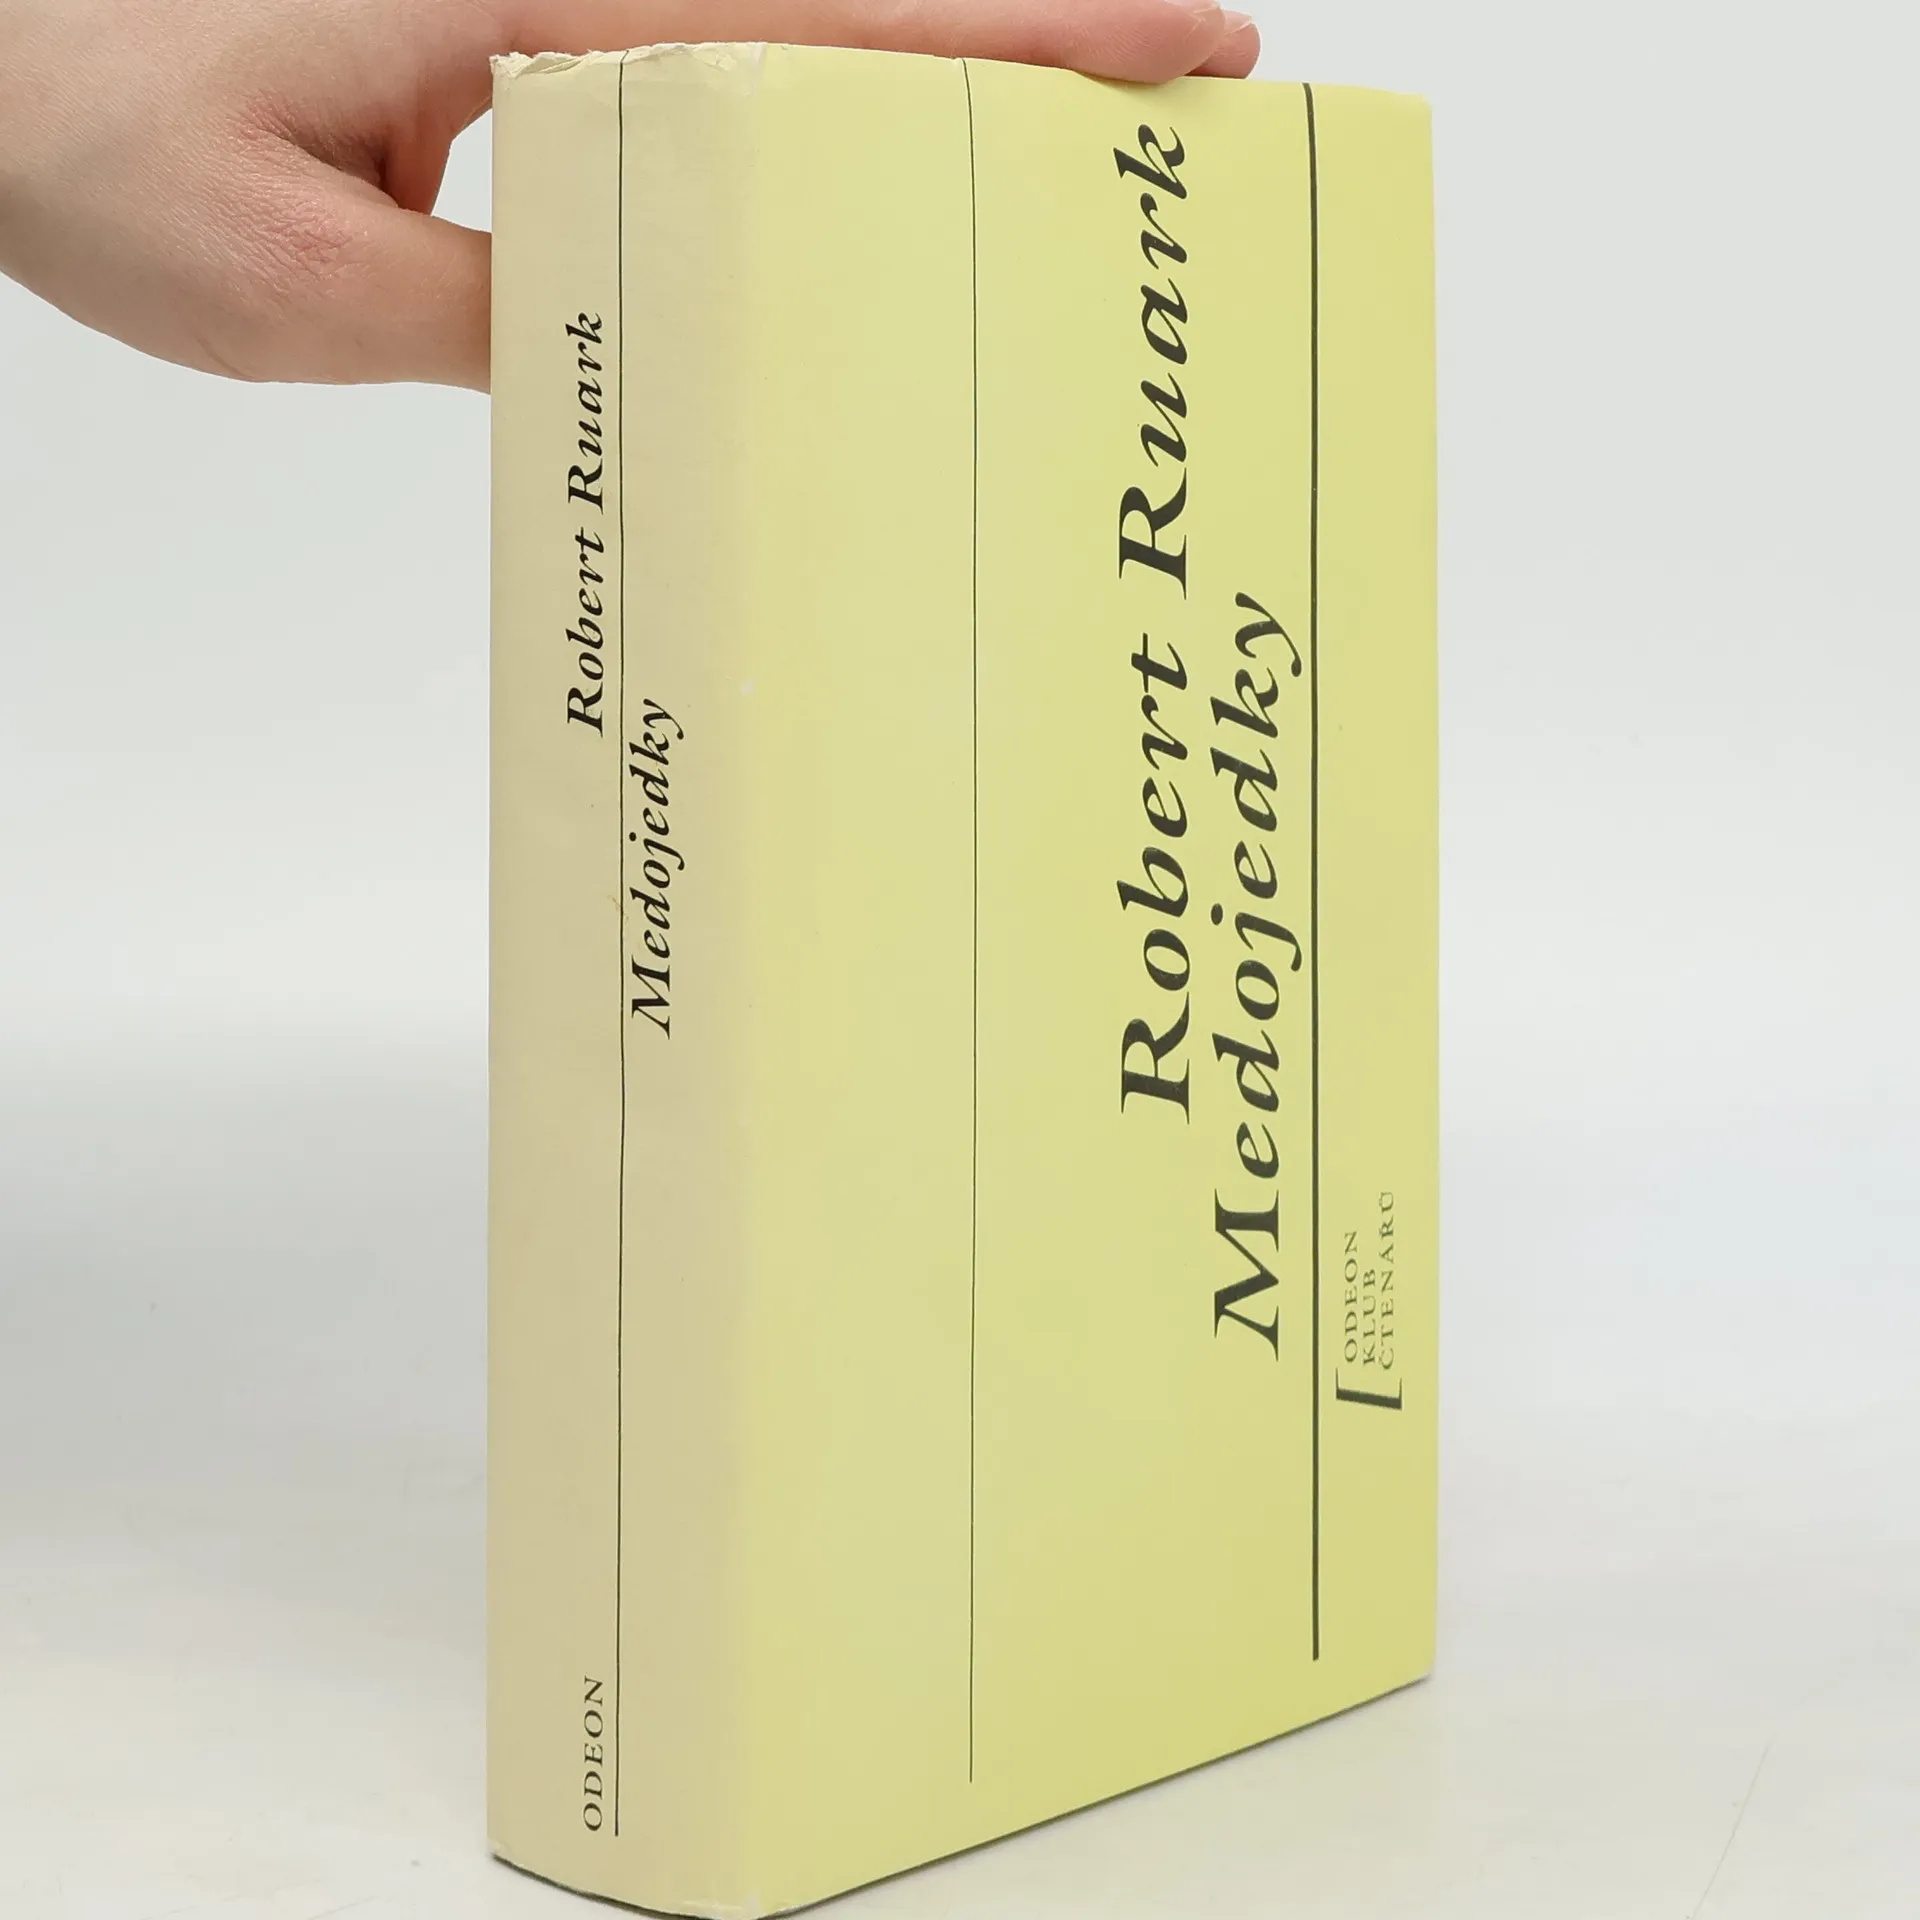 Robert Ruark
Medojedky
ODEON
Robert Ruark
Medojedky
[ODEON
KLUB
ČTENÁŘŮ